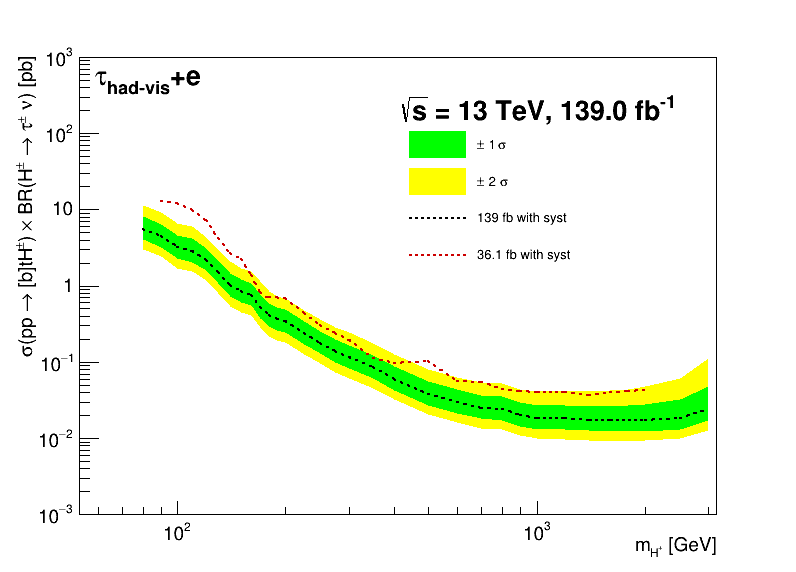 τhad-vis+e
√s = 13 TeV, 139.0 fb⁻¹
± 1 σ
± 2 σ
139 fb with syst
36.1 fb with syst
σ(pp → [b]tH±) × BR(H± → τ± ν) [pb]
10³
10²
10
1
10⁻¹
10⁻²
10⁻³
10²
10³
mH⁺ [GeV]